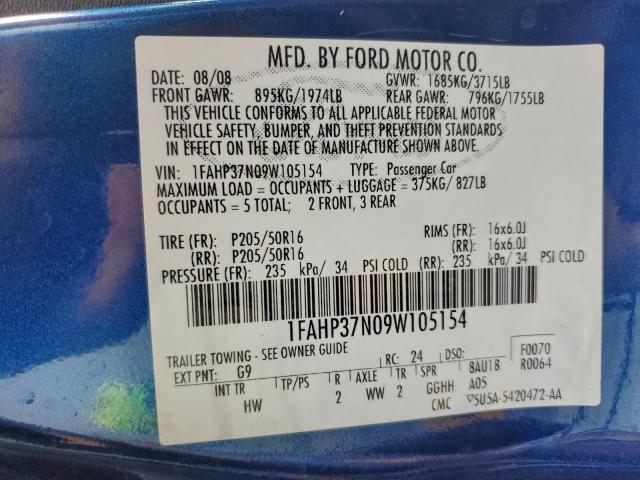 MFD. BY FORD MOTOR CO.
DATE: 08/08 GVWR: 1685KG/3715LB
FRONT GAWR: 895KG/1974LB REAR GAWR: 796KG/1755LB
THIS VEHICLE CONFORMS TO ALL APPLICABLE FEDERAL MOTOR
VEHICLE SAFETY, BUMPER, AND THEFT PREVENTION STANDARDS
IN EFFECT ON THE DATE OF MANUFACTURE SHOWN ABOVE.
VIN: 1FAHP37N09W105154 TYPE: Passenger Car
MAXIMUM LOAD = OCCUPANTS + LUGGAGE = 375KG/ 827LB
OCCUPANTS = 5 TOTAL; 2 FRONT, 3 REAR
TIRE (FR): P205/50R16 RIMS (FR): 16x6.0J
(RR): P205/50R16 (RR): 16x6.0J
PRESSURE (FR): 235 kPa/ 34 PSI COLD (RR): 235 kPa/ 34 PSI COLD
1FAHP37N09W105154
TRAILER TOWING - SEE OWNER GUIDE
F0070
EXT PNT: G9 RC: 24 DSO: R0064
INT TR TP/PS R AXLE TR SPR 8AU1B
HW 2 WW 2 GGHH A05
CMC ▽5U5A-5420472-AA